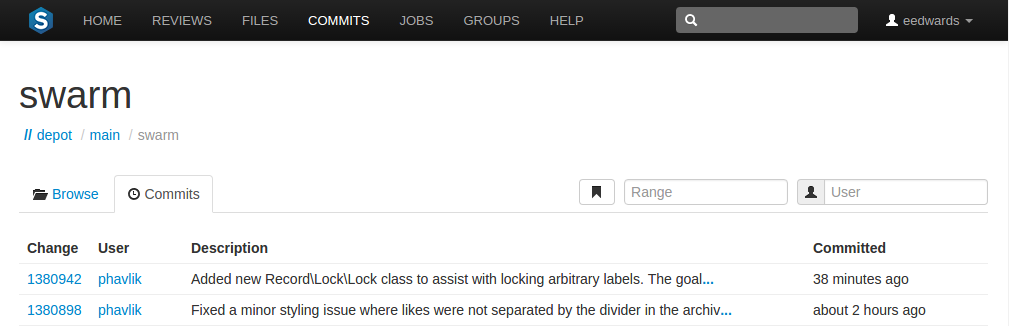 S HOME REVIEWS FILES COMMITS JOBS GROUPS HELP eedwards
swarm
// depot / main / swarm
Browse Commits Range User
Change User Description Committed
1380942 phavlik Added new Record\Lock\Lock class to assist with locking arbitrary labels. The goal... 38 minutes ago
1380898 phavlik Fixed a minor styling issue where likes were not separated by the divider in the archiv... about 2 hours ago